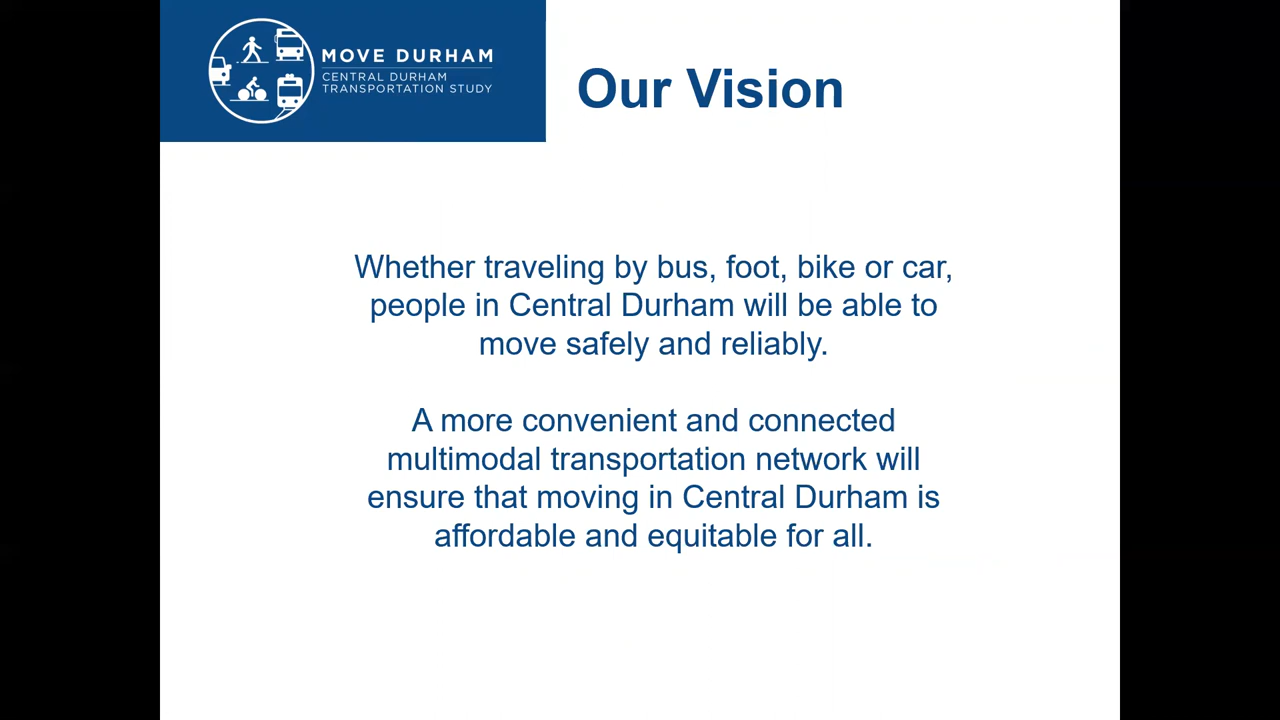 MOVE DURHAM
CENTRAL DURHAM
TRANSPORTATION STUDY
Our Vision
Whether traveling by bus, foot, bike or car,
people in Central Durham will be able to
move safely and reliably.
A more convenient and connected
multimodal transportation network will
ensure that moving in Central Durham is
affordable and equitable for all.